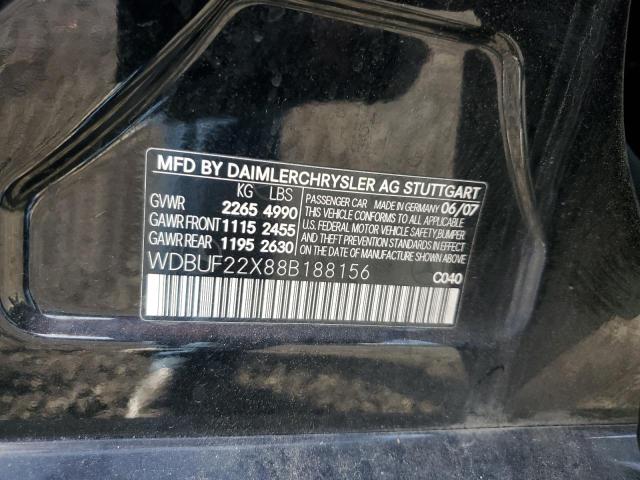 MFD BY DAIMLERCHRYSLER AG STUTTGART
KG LBS
GVWR 2265 4990
GAWR FRONT 1115 2455
GAWR REAR 1195 2630
PASSENGER CAR MADE IN GERMANY 06/07
THIS VEHICLE CONFORMS TO ALL APPLICABLE
U.S. FEDERAL MOTOR VEHICLE SAFETY,BUMPER
AND THEFT PREVENTION STANDARDS IN EFFECT
ON THE DATE OF MANUFACTURE SHOWN ABOVE.
WDBUF22X88B188156
C040